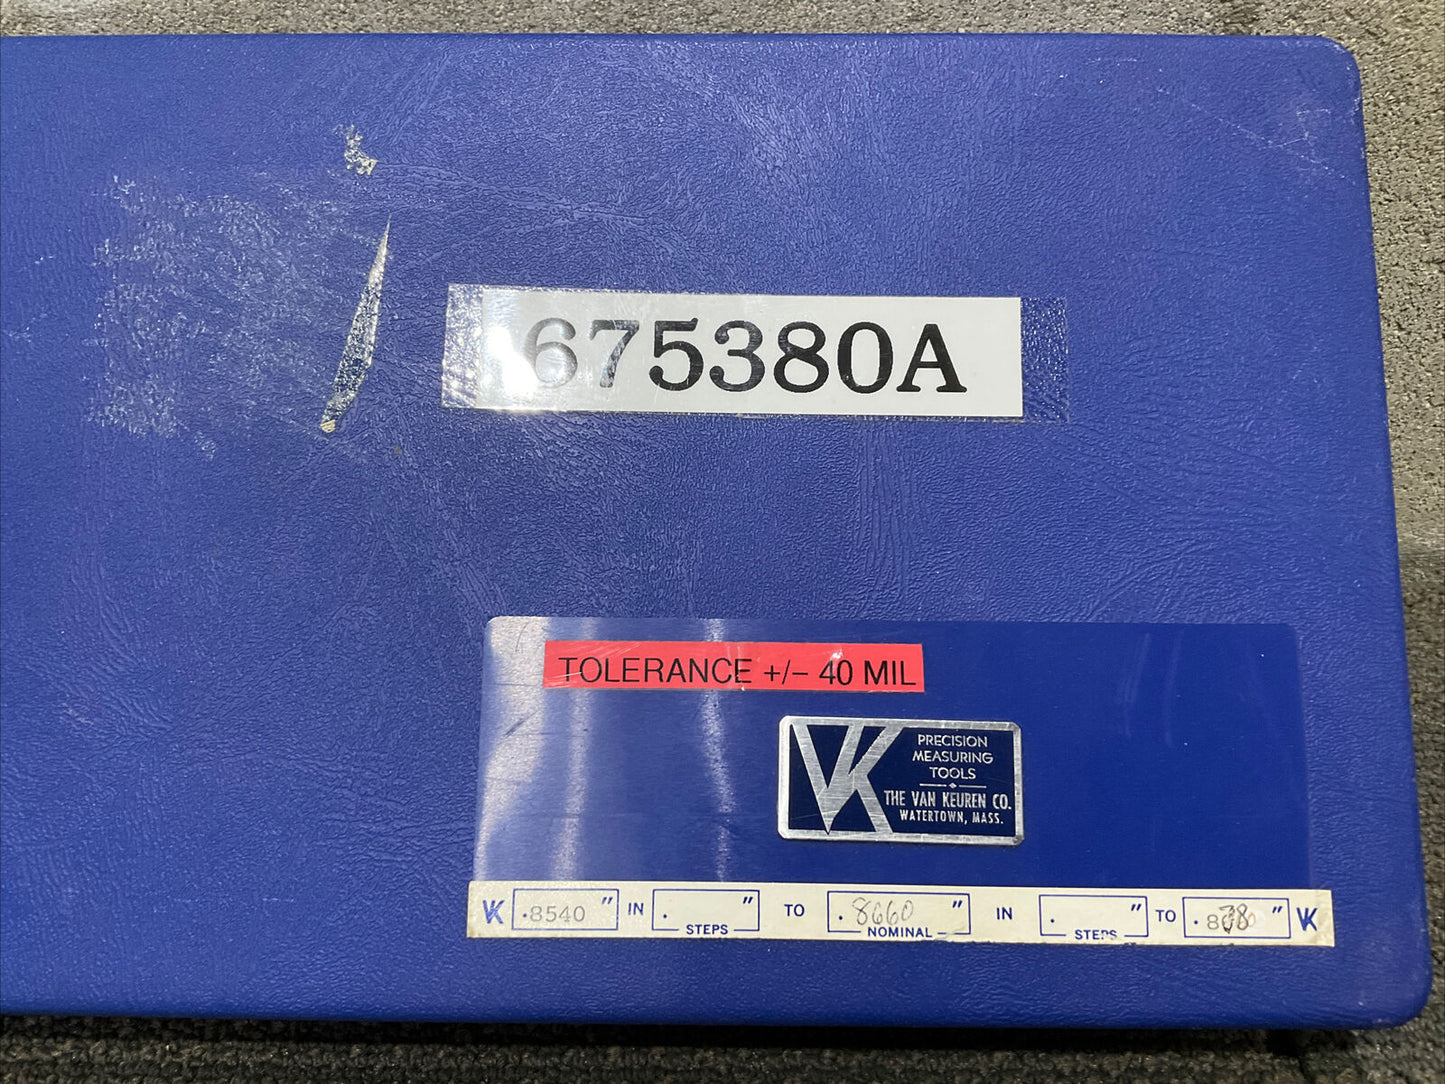 675380A
TOLERANCE +/− 40 MIL
VK
PRECISION
MEASURING
TOOLS
THE VAN KEUREN CO.
WATERTOWN, MASS.
VK .8540 " IN . " STEPS TO .8660 " NOMINAL IN . " STEPS TO " VK